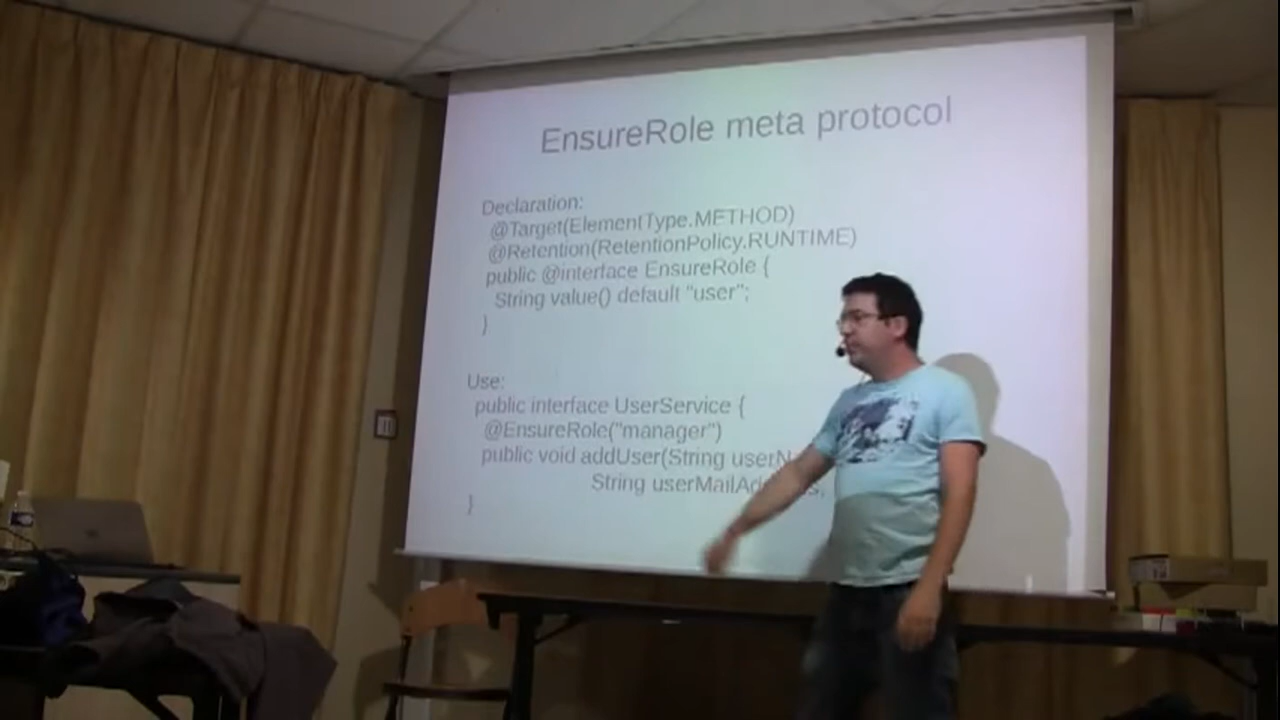 EnsureRole meta protocol
Declaration:
@Target(ElementType.METHOD)
@Retention(RetentionPolicy.RUNTIME)
public @interface EnsureRole {
String value() default "user";
}
Use:
public interface UserService {
@EnsureRole("manager")
public void addUser(String
String
}